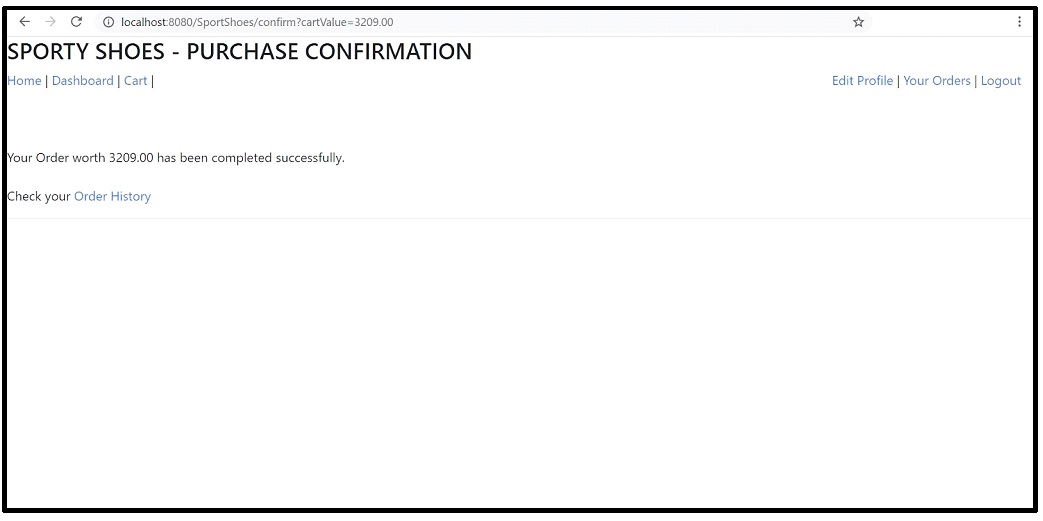 localhost:8080/SportShoes/confirm?cartValue=3209.00
SPORTY SHOES - PURCHASE CONFIRMATION
Home | Dashboard | Cart | Edit Profile | Your Orders | Logout
Your Order worth 3209.00 has been completed successfully.
Check your Order History